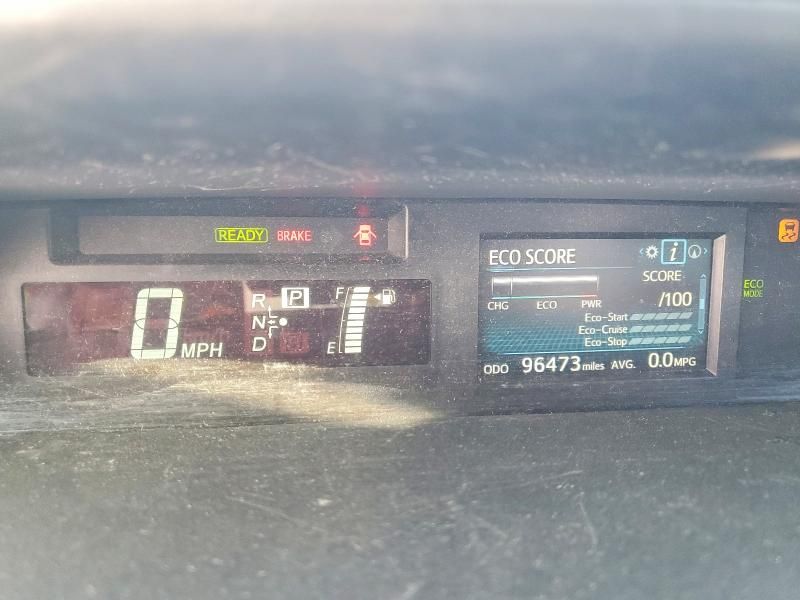 READY BRAKE
0 MPH
R P
N
D
F
E
ECO SCORE
i
SCORE
/100
CHG ECO PWR
Eco-Start
Eco-Cruise
Eco-Stop
ODO 96473 miles AVG. 0.0 MPG
ECO
MODE